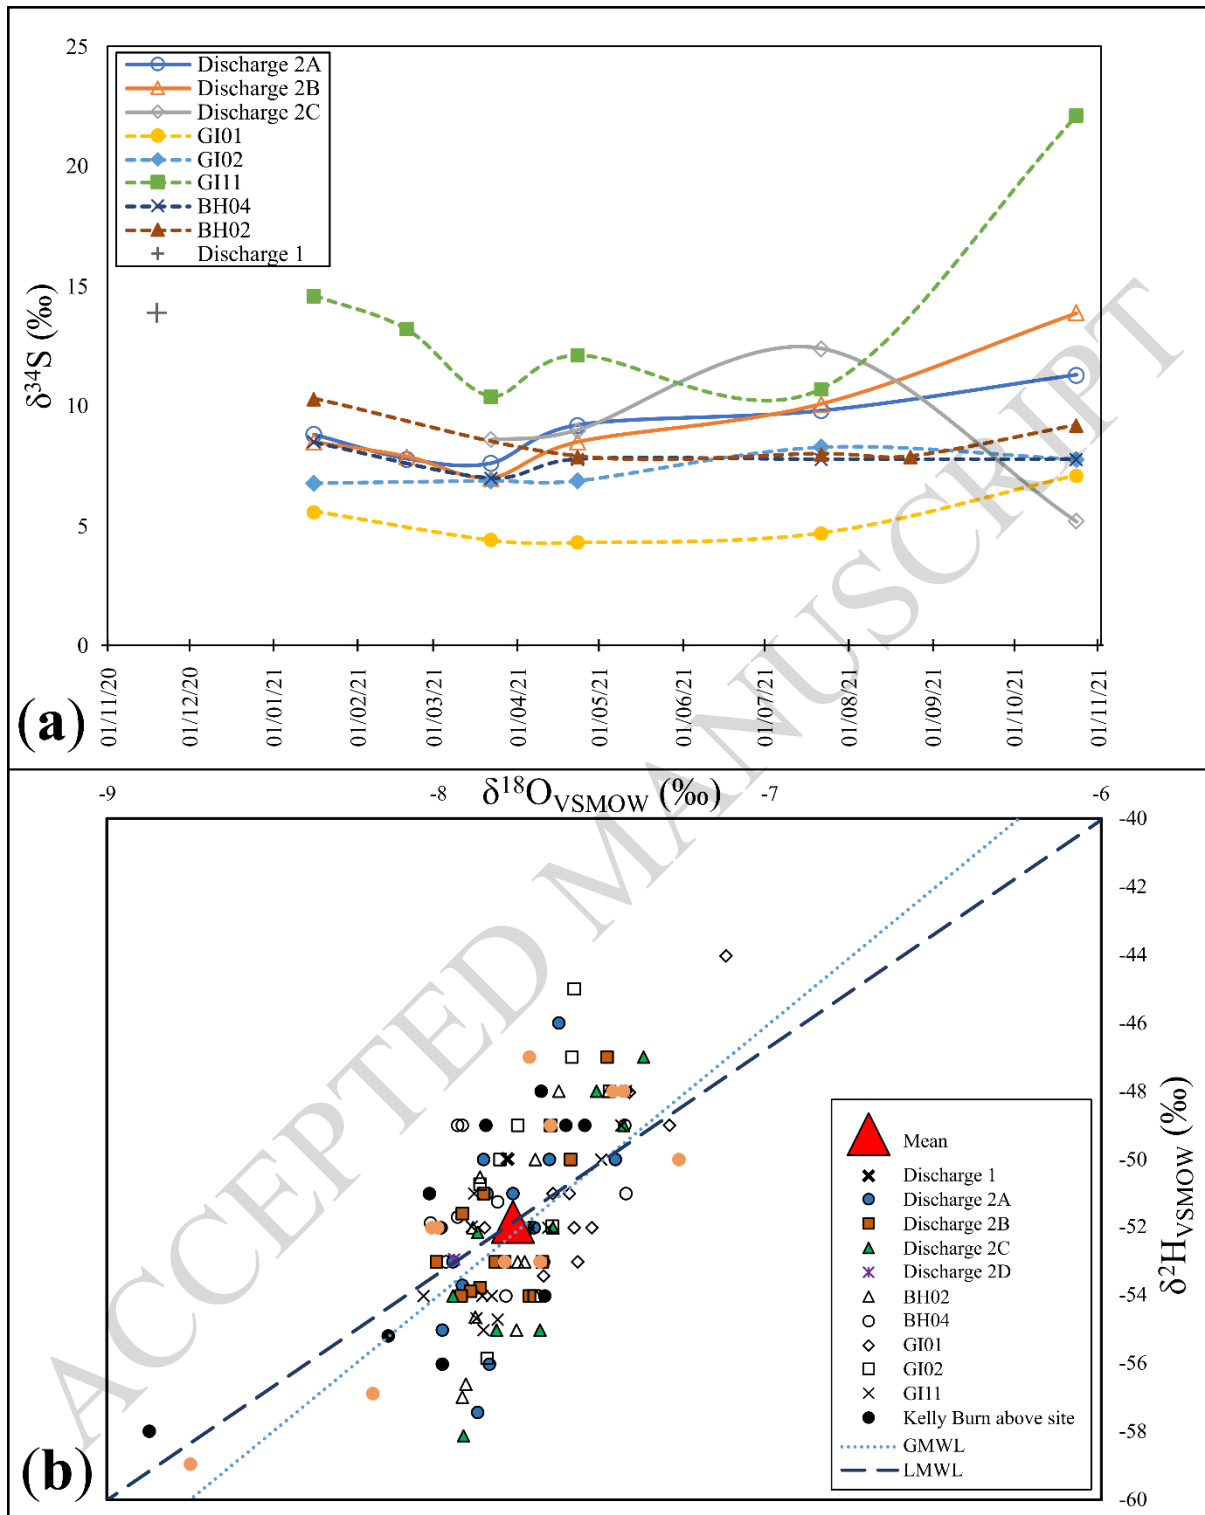 25
20
15
10
5
0
δ³⁴S (‰)
Discharge 2A
Discharge 2B
Discharge 2C
GI01
GI02
GI11
BH04
BH02
Discharge 1
01/11/20
01/12/20
01/01/21
01/02/21
01/03/21
01/04/21
01/05/21
01/06/21
01/07/21
01/08/21
01/09/21
01/10/21
01/11/21
(a)
ACCEPTED MANUSCRIPT
-9
-8
δ¹⁸O_VSMOW (‰)
-7
-6
-40
-42
-44
-46
-48
-50
-52
-54
-56
-58
-60
δ²H_VSMOW (‰)
Mean
Discharge 1
Discharge 2A
Discharge 2B
Discharge 2C
Discharge 2D
BH02
BH04
GI01
GI02
GI11
Kelly Burn above site
GMWL
LMWL
(b)